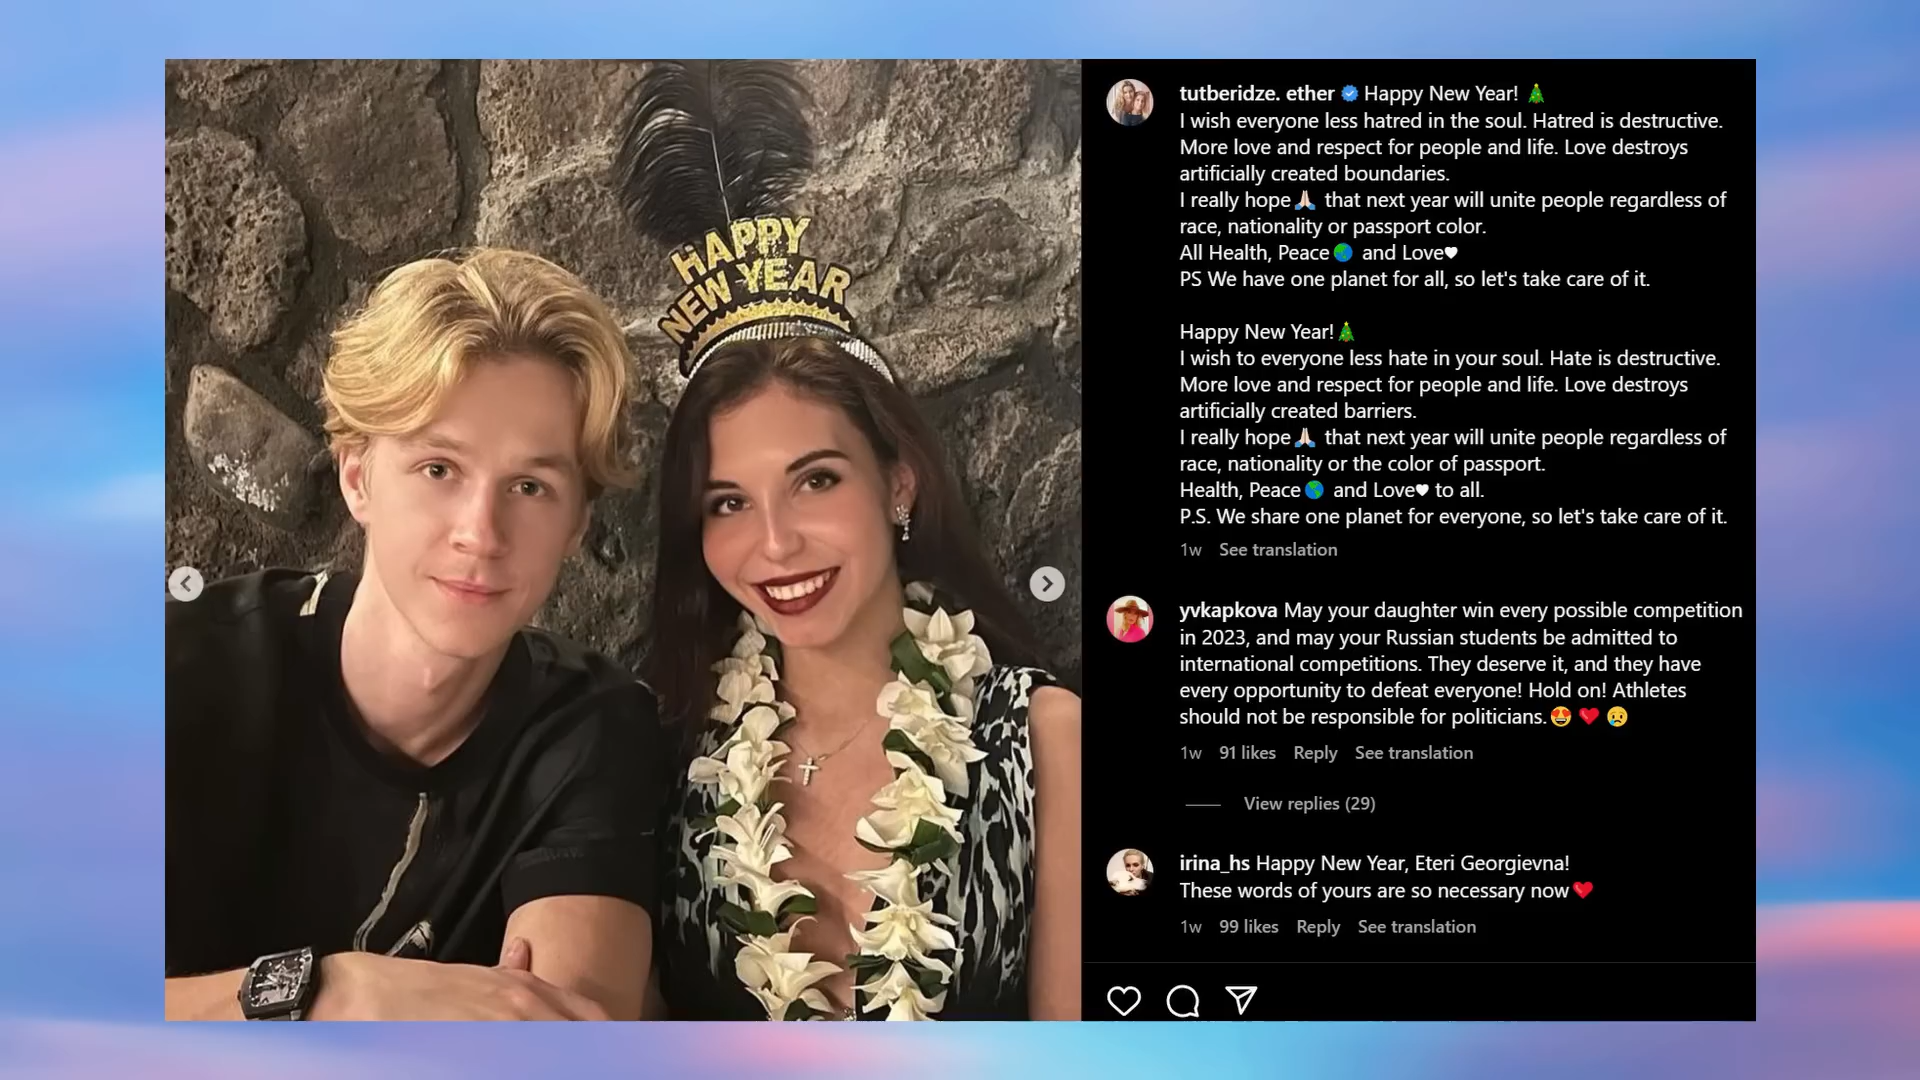 HAPPY
NEW YEAR
tutberidze. ether Happy New Year! 🎄
I wish everyone less hatred in the soul. Hatred is destructive.
More love and respect for people and life. Love destroys
artificially created boundaries.
I really hope🙏🏻 that next year will unite people regardless of
race, nationality or passport color.
All Health, Peace🌍 and Love♥
PS We have one planet for all, so let's take care of it.
Happy New Year!🎄
I wish to everyone less hate in your soul. Hate is destructive.
More love and respect for people and life. Love destroys
artificially created barriers.
I really hope🙏🏻 that next year will unite people regardless of
race, nationality or the color of passport.
Health, Peace🌍 and Love♥ to all.
P.S. We share one planet for everyone, so let's take care of it.
1w See translation
yvkapkova May your daughter win every possible competition
in 2023, and may your Russian students be admitted to
international competitions. They deserve it, and they have
every opportunity to defeat everyone! Hold on! Athletes
should not be responsible for politicians.😍 ❤️ 😢
1w 91 likes Reply See translation
View replies (29)
irina_hs Happy New Year, Eteri Georgievna!
These words of yours are so necessary now❤️
1w 99 likes Reply See translation